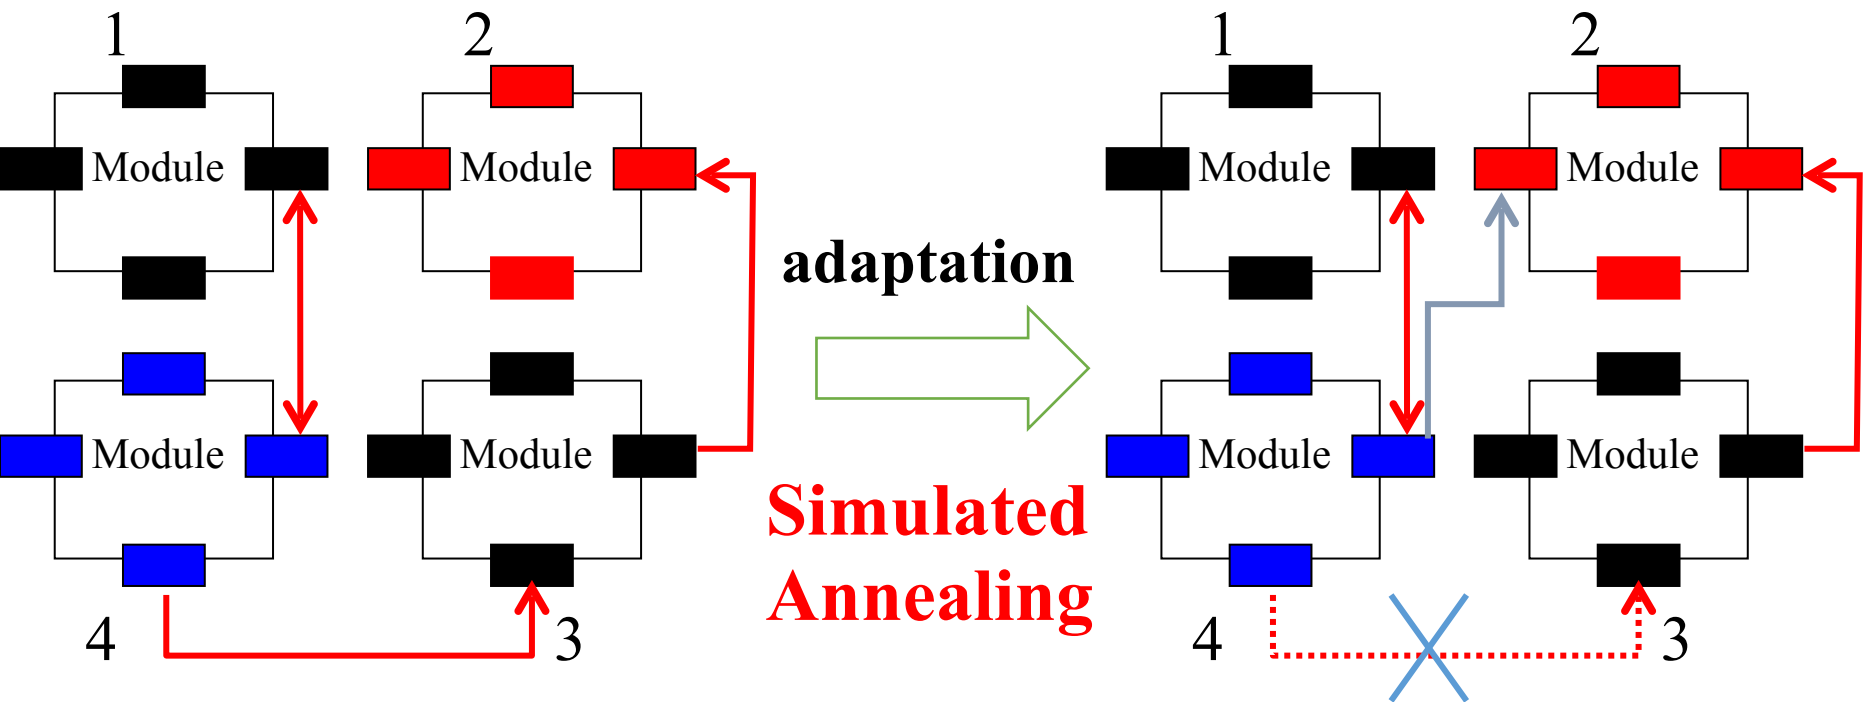 1 2
Module Module
Module Module
4 3
adaptation
Simulated
Annealing
1 2
Module Module
Module Module
4 3